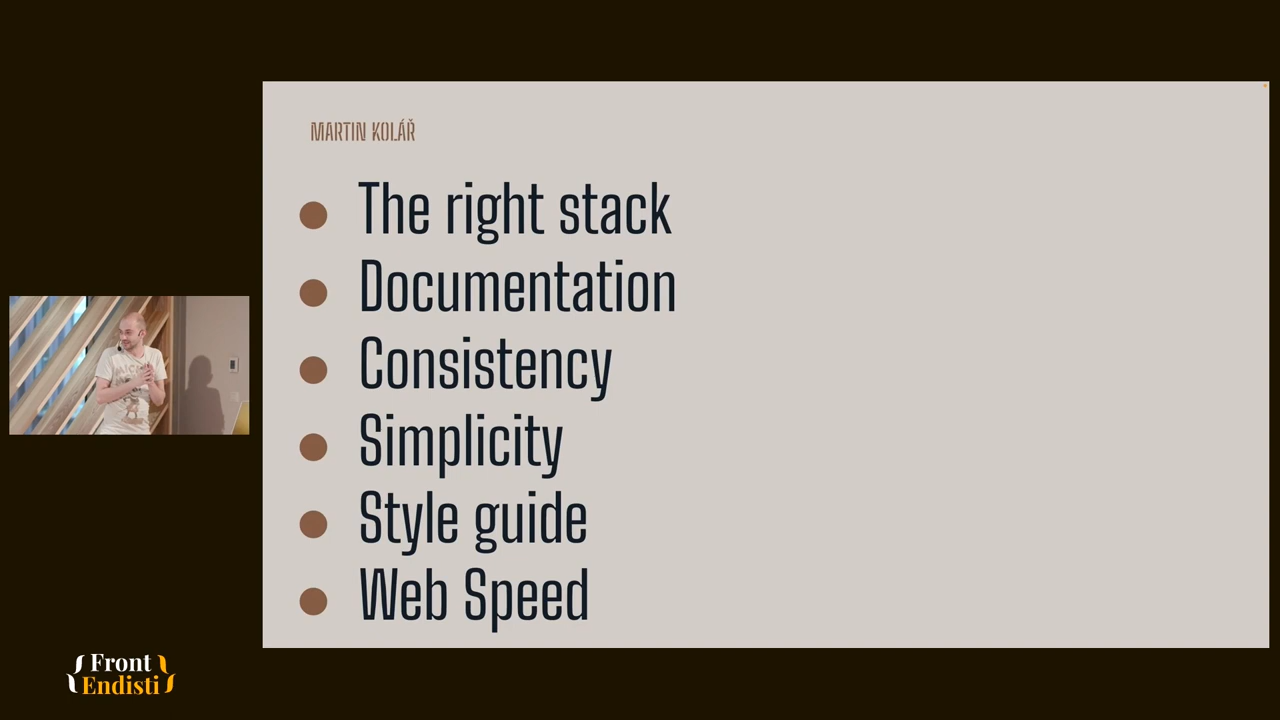 MARTIN KOLÁŘ
The right stack
Documentation
Consistency
Simplicity
Style guide
Web Speed
{Front}
{Endisti}